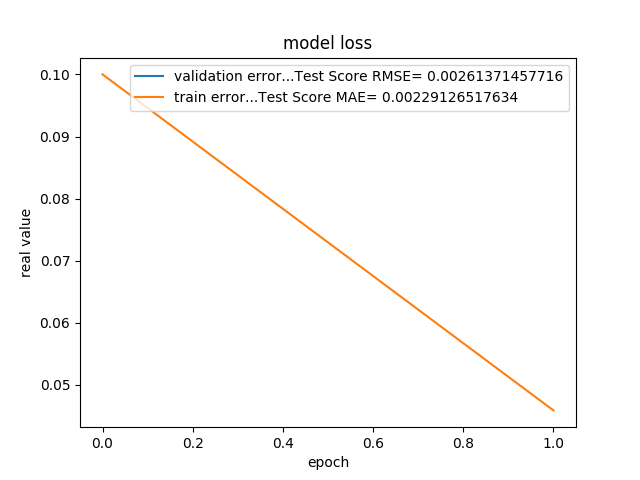 model loss
validation error...Test Score RMSE= 0.00261371457716
train error...Test Score MAE= 0.00229126517634
0.10
0.09
0.08
0.07
0.06
0.05
real value
0.0 0.2 0.4 0.6 0.8 1.0
epoch